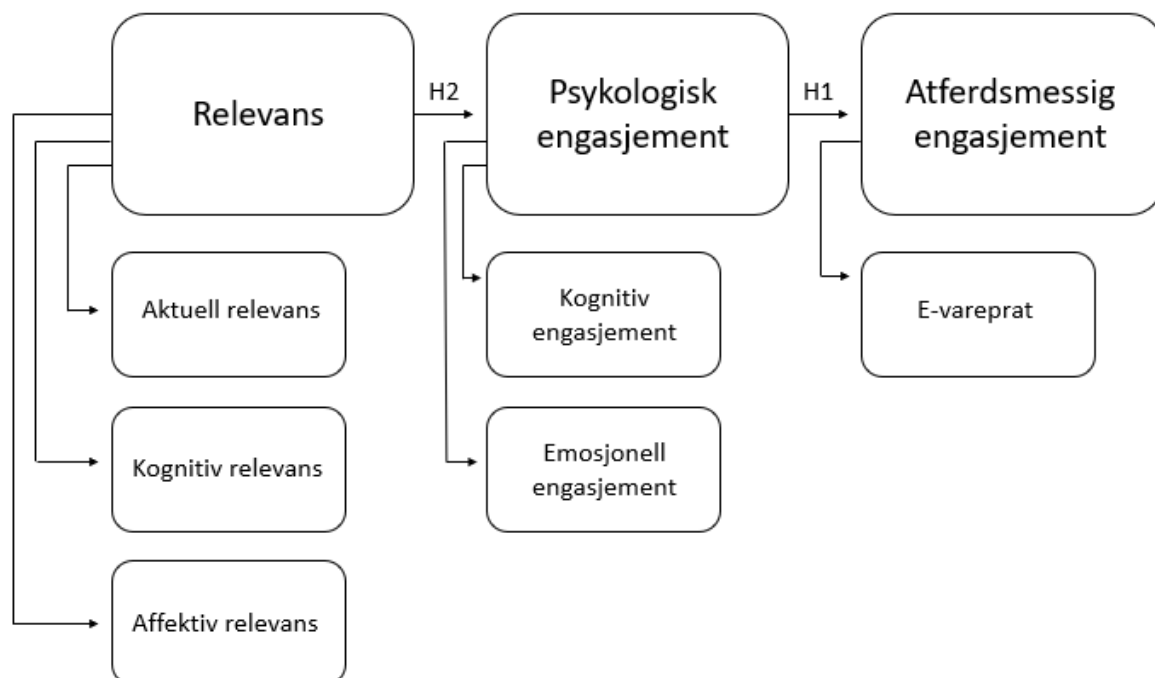 Relevans
H2
Psykologisk
engasjement
H1
Atferdsmessig
engasjement
Aktuell relevans
Kognitiv relevans
Affektiv relevans
Kognitiv
engasjement
Emosjonell
engasjement
E-vareprat